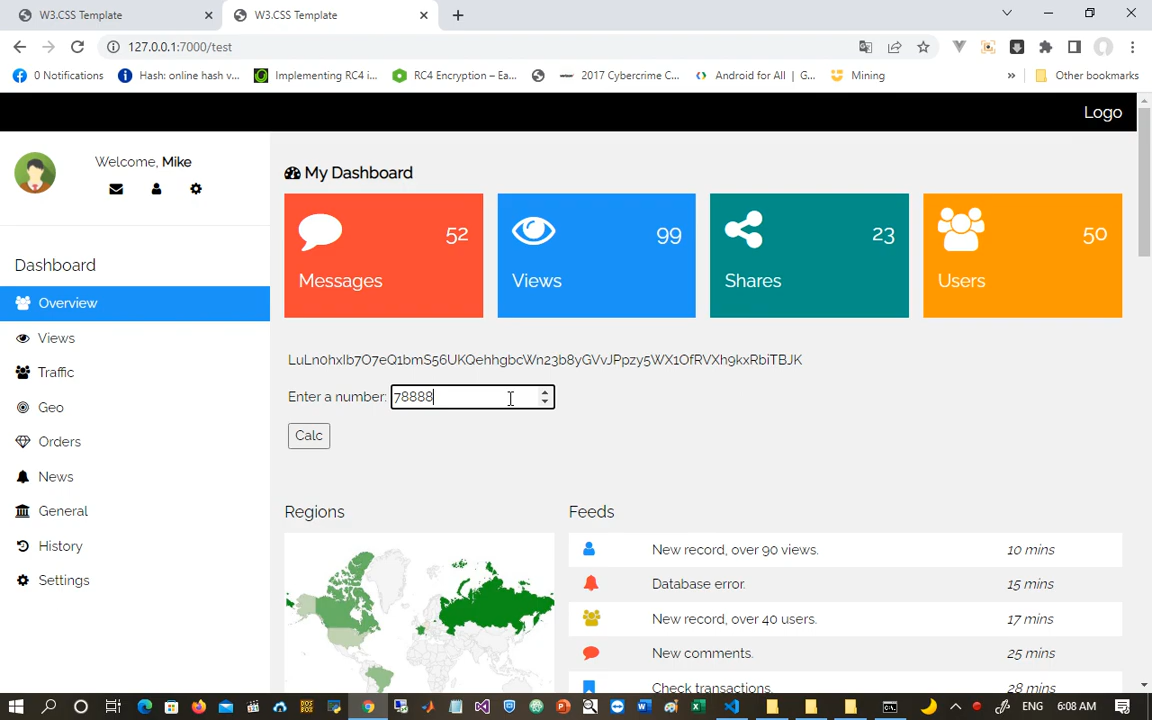 W3.CSS Template
W3.CSS Template
127.0.0.1:7000/test
0 Notifications
Hash: online hash v...
Implementing RC4 i...
RC4 Encryption – Ea...
2017 Cybercrime C...
Android for All | G...
Mining
Other bookmarks
Logo
Welcome, Mike
Dashboard
Overview
Views
Traffic
Geo
Orders
News
General
History
Settings
My Dashboard
52
Messages
99
Views
23
Shares
50
Users
Enter a number: 78888
Calc
Regions
Feeds
New record, over 90 views. 10 mins
Database error. 15 mins
New record, over 40 users. 17 mins
New comments. 25 mins
Check transactions. 28 mins
ENG 6:08 AM